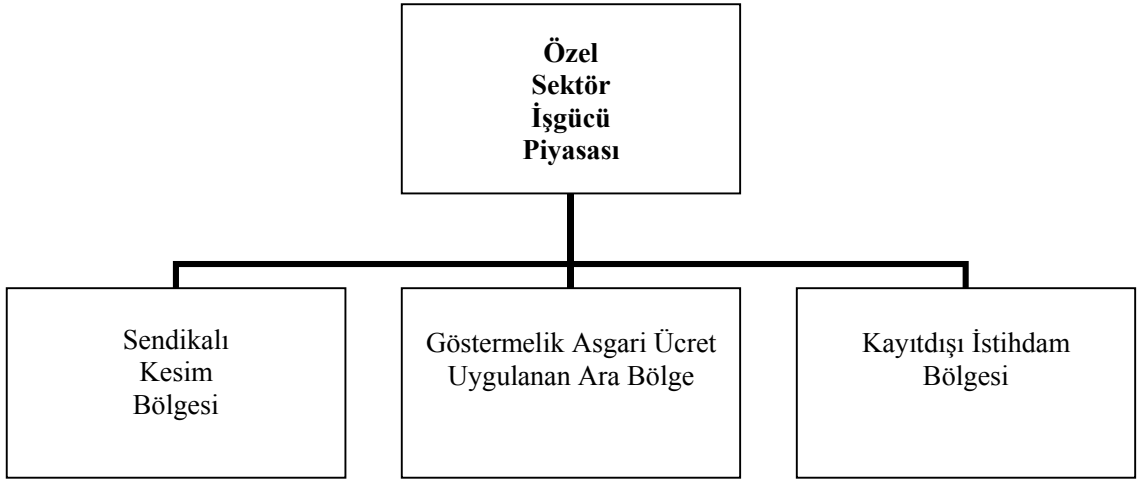 Özel
Sektör
İşgücü
Piyasası
Sendikalı
Kesim
Bölgesi
Göstermelik Asgari Ücret
Uygulanan Ara Bölge
Kayıtdışı İstihdam
Bölgesi